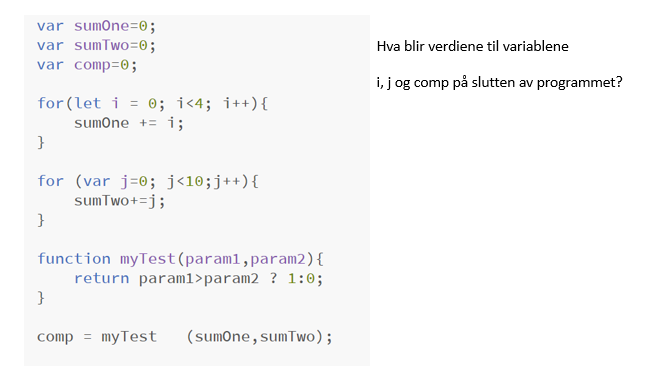 var sumOne=0;
var sumTwo=0;
var comp=0;
for(let i = 0; i<4; i++){
    sumOne += i;
}
for (var j=0; j<10;j++){
    sumTwo+=j;
}
function myTest(param1,param2){
    return param1>param2 ? 1:0;
}
comp = myTest   (sumOne,sumTwo);
Hva blir verdiene til variablene
i, j og comp på slutten av programmet?